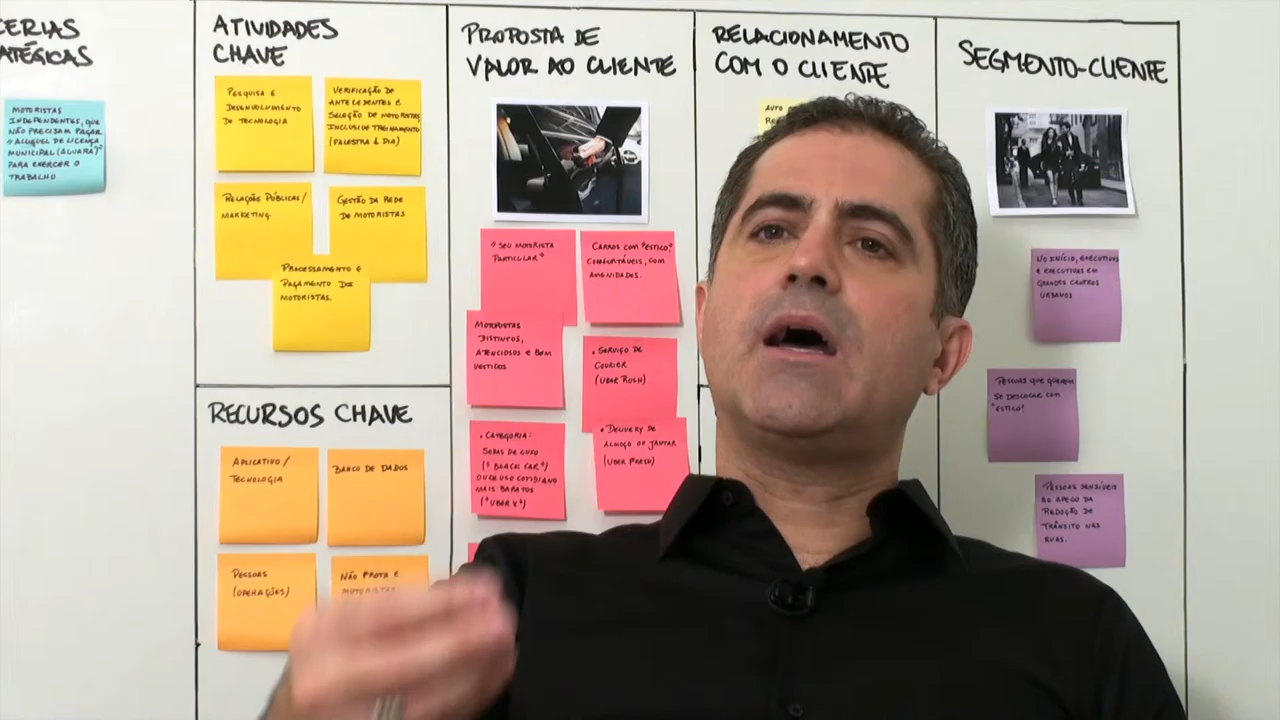 CERIAS
ATÉGICAS
MOTORISTAS
INDEPENDENTES, QUE
NÃO PRECISAM PAGAR
"ALUGUEL DE LICENÇA
MUNICIPAL (ALVARÁ)"
PARA EXERCER O
TRABALHO
ATIVIDADES
CHAVE
PESQUISA E
DESENVOLVIMENTO
DE TECNOLOGIA
VERIFICAÇÃO DE
ANTECEDENTES E
SELEÇÃO DE MOTORISTAS
INCLUSIVE TREINAMENTO
(PALESTRA 1 DIA)
RELAÇÕES PÚBLICAS/
MARKETING
GESTÃO DA REDE
DE MOTORISTAS
PROCESSAMENTO E
PAGAMENTO DOS
MOTORISTAS.
RECURSOS CHAVE
APLICATIVO/
TECNOLOGIA
BANCO DE DADOS
PESSOAS
(OPERAÇÕES)
NÃO FROTA E
MOTORISTAS
PROPOSTA DE
VALOR AO CLIENTE
"SEU MOTORISTA
PARTICULAR"
CARROS COM "ESTILO",
CONFORTÁVEIS, COM
AMENIDADES.
MOTORISTAS
DISTINTOS,
ATENCIOSOS E BEM
VESTIDOS
• SERVIÇO DE
COURIER
(UBER RUSH)
• CATEGORIA:
SEDAS DE LUXO
("BLACK CAR")
OU DE USO COTIDIANO
MAIS BARATOS
("UBER X")
• DELIVERY DE
ALMOÇO OU JANTAR
(UBER FRESH)
RELACIONAMENTO
COM O CLIENTE
AUTO
SEGMENTO-CLIENTE
NO INÍCIO, EXECUTIVOS
E EXECUTIVAS EM
GRANDES CENTROS
URBANOS
PESSOAS QUE QUEREM
SE DESLOCAR COM
"ESTILO"
PESSOAS SENSÍVEIS
AO APELO DA
REDUÇÃO DE
TRÂNSITO NAS
RUAS.